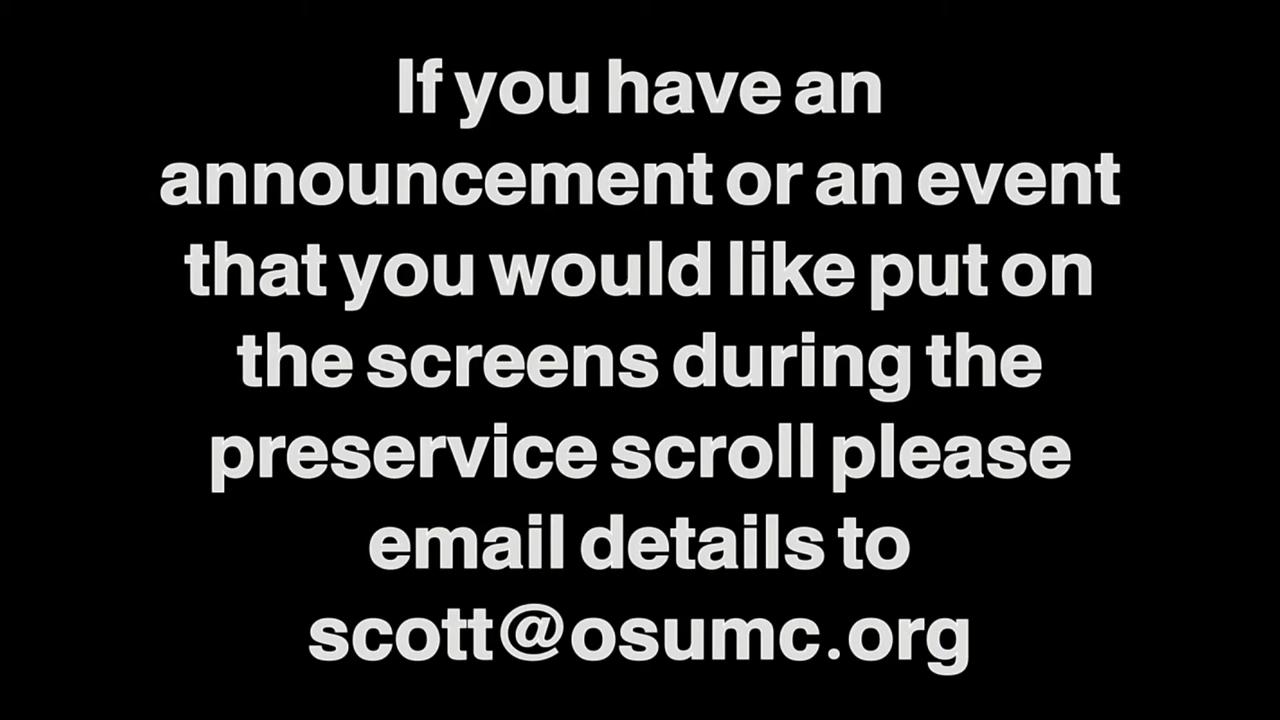 If you have an
announcement or an event
that you would like put on
the screens during the
preservice scroll please
email details to
scott@osumc.org